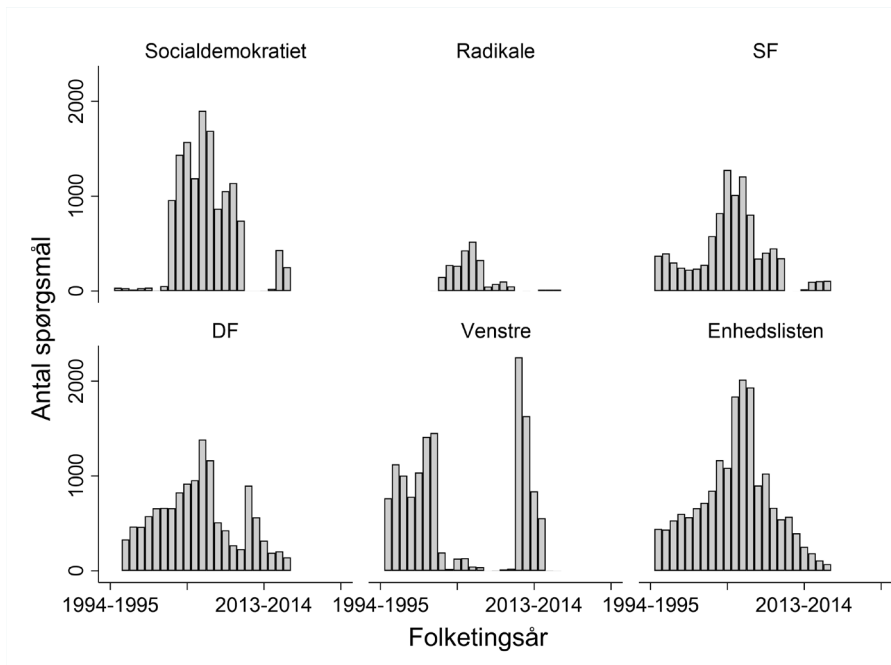 Socialdemokratiet
Radikale
SF
2000
1000
0
DF
Venstre
Enhedslisten
2000
1000
0
Antal spørgsmål
1994-1995
2013-2014
1994-1995
2013-2014
1994-1995
2013-2014
Folketingsår